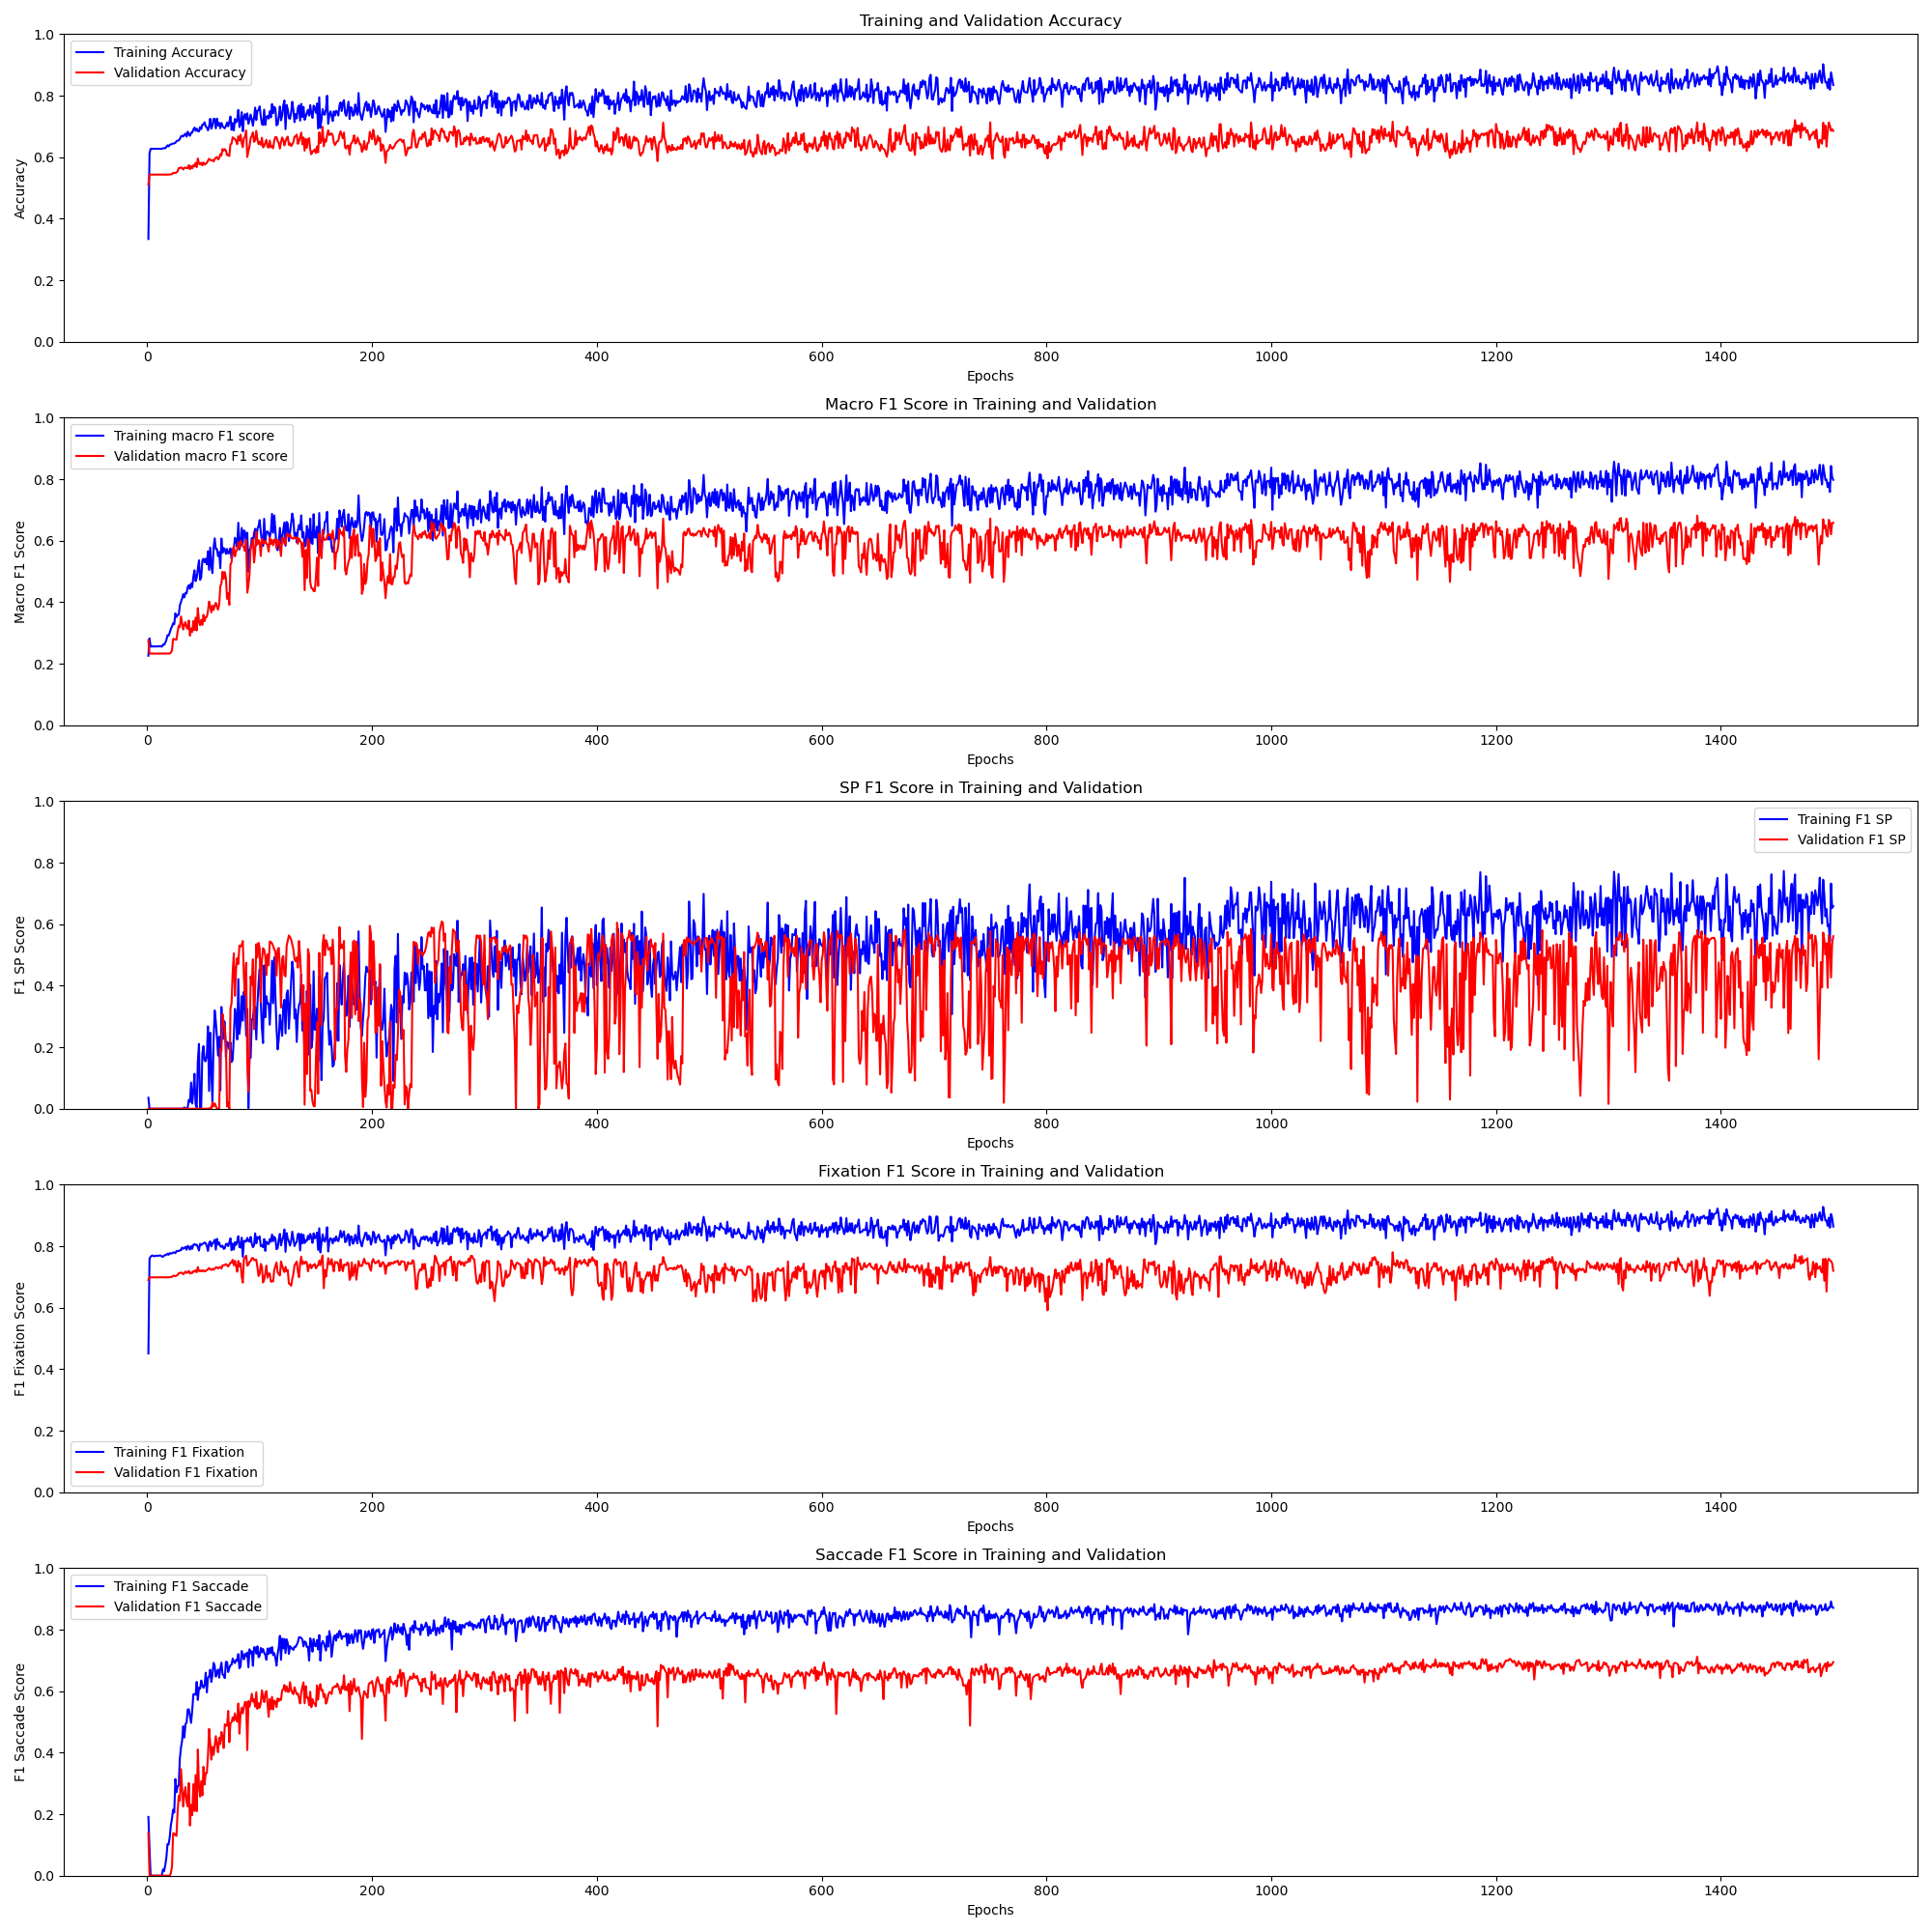 Training and Validation Accuracy
Training Accuracy
Validation Accuracy
Accuracy
1.0
0.8
0.6
0.4
0.2
0.0
0 200 400 600 800 1000 1200 1400
Epochs
Macro F1 Score in Training and Validation
Training macro F1 score
Validation macro F1 score
Macro F1 Score
1.0
0.8
0.6
0.4
0.2
0.0
0 200 400 600 800 1000 1200 1400
Epochs
SP F1 Score in Training and Validation
Training F1 SP
Validation F1 SP
F1 SP Score
1.0
0.8
0.6
0.4
0.2
0.0
0 200 400 600 800 1000 1200 1400
Epochs
Fixation F1 Score in Training and Validation
Training F1 Fixation
Validation F1 Fixation
F1 Fixation Score
1.0
0.8
0.6
0.4
0.2
0.0
0 200 400 600 800 1000 1200 1400
Epochs
Saccade F1 Score in Training and Validation
Training F1 Saccade
Validation F1 Saccade
F1 Saccade Score
1.0
0.8
0.6
0.4
0.2
0.0
0 200 400 600 800 1000 1200 1400
Epochs